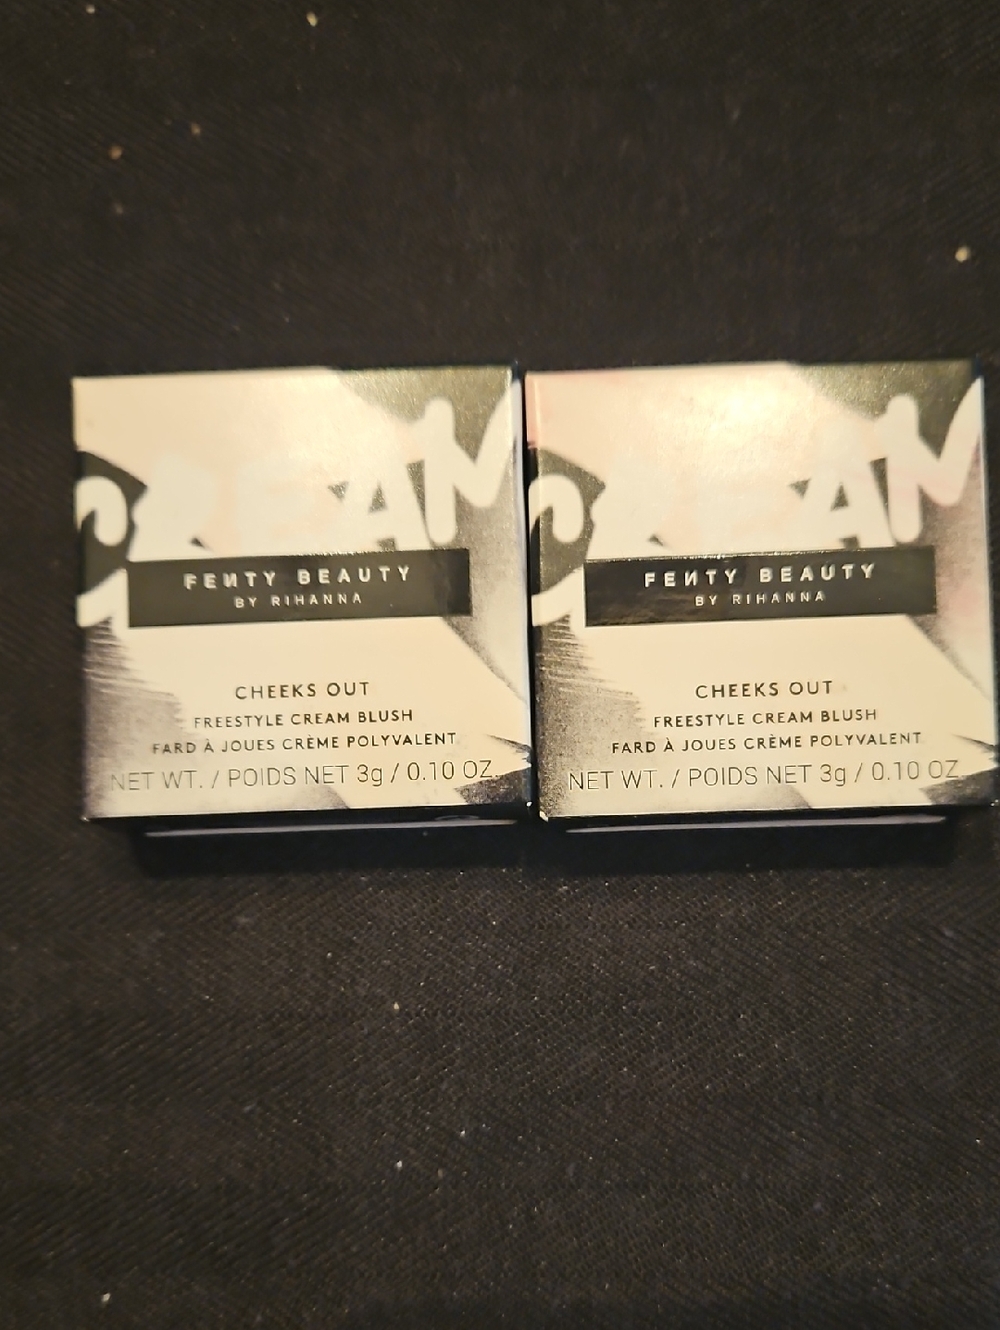 CREAM
FEИTY BEAUTY
BY RIHANNA
CHEEKS OUT
FREESTYLE CREAM BLUSH
FARD À JOUES CRÈME POLYVALENT
NET WT. / POIDS NET 3g / 0.10 OZ.
CREAM
FEИTY BEAUTY
BY RIHANNA
CHEEKS OUT
FREESTYLE CREAM BLUSH
FARD À JOUES CRÈME POLYVALENT
NET WT. / POIDS NET 3g / 0.10 OZ.